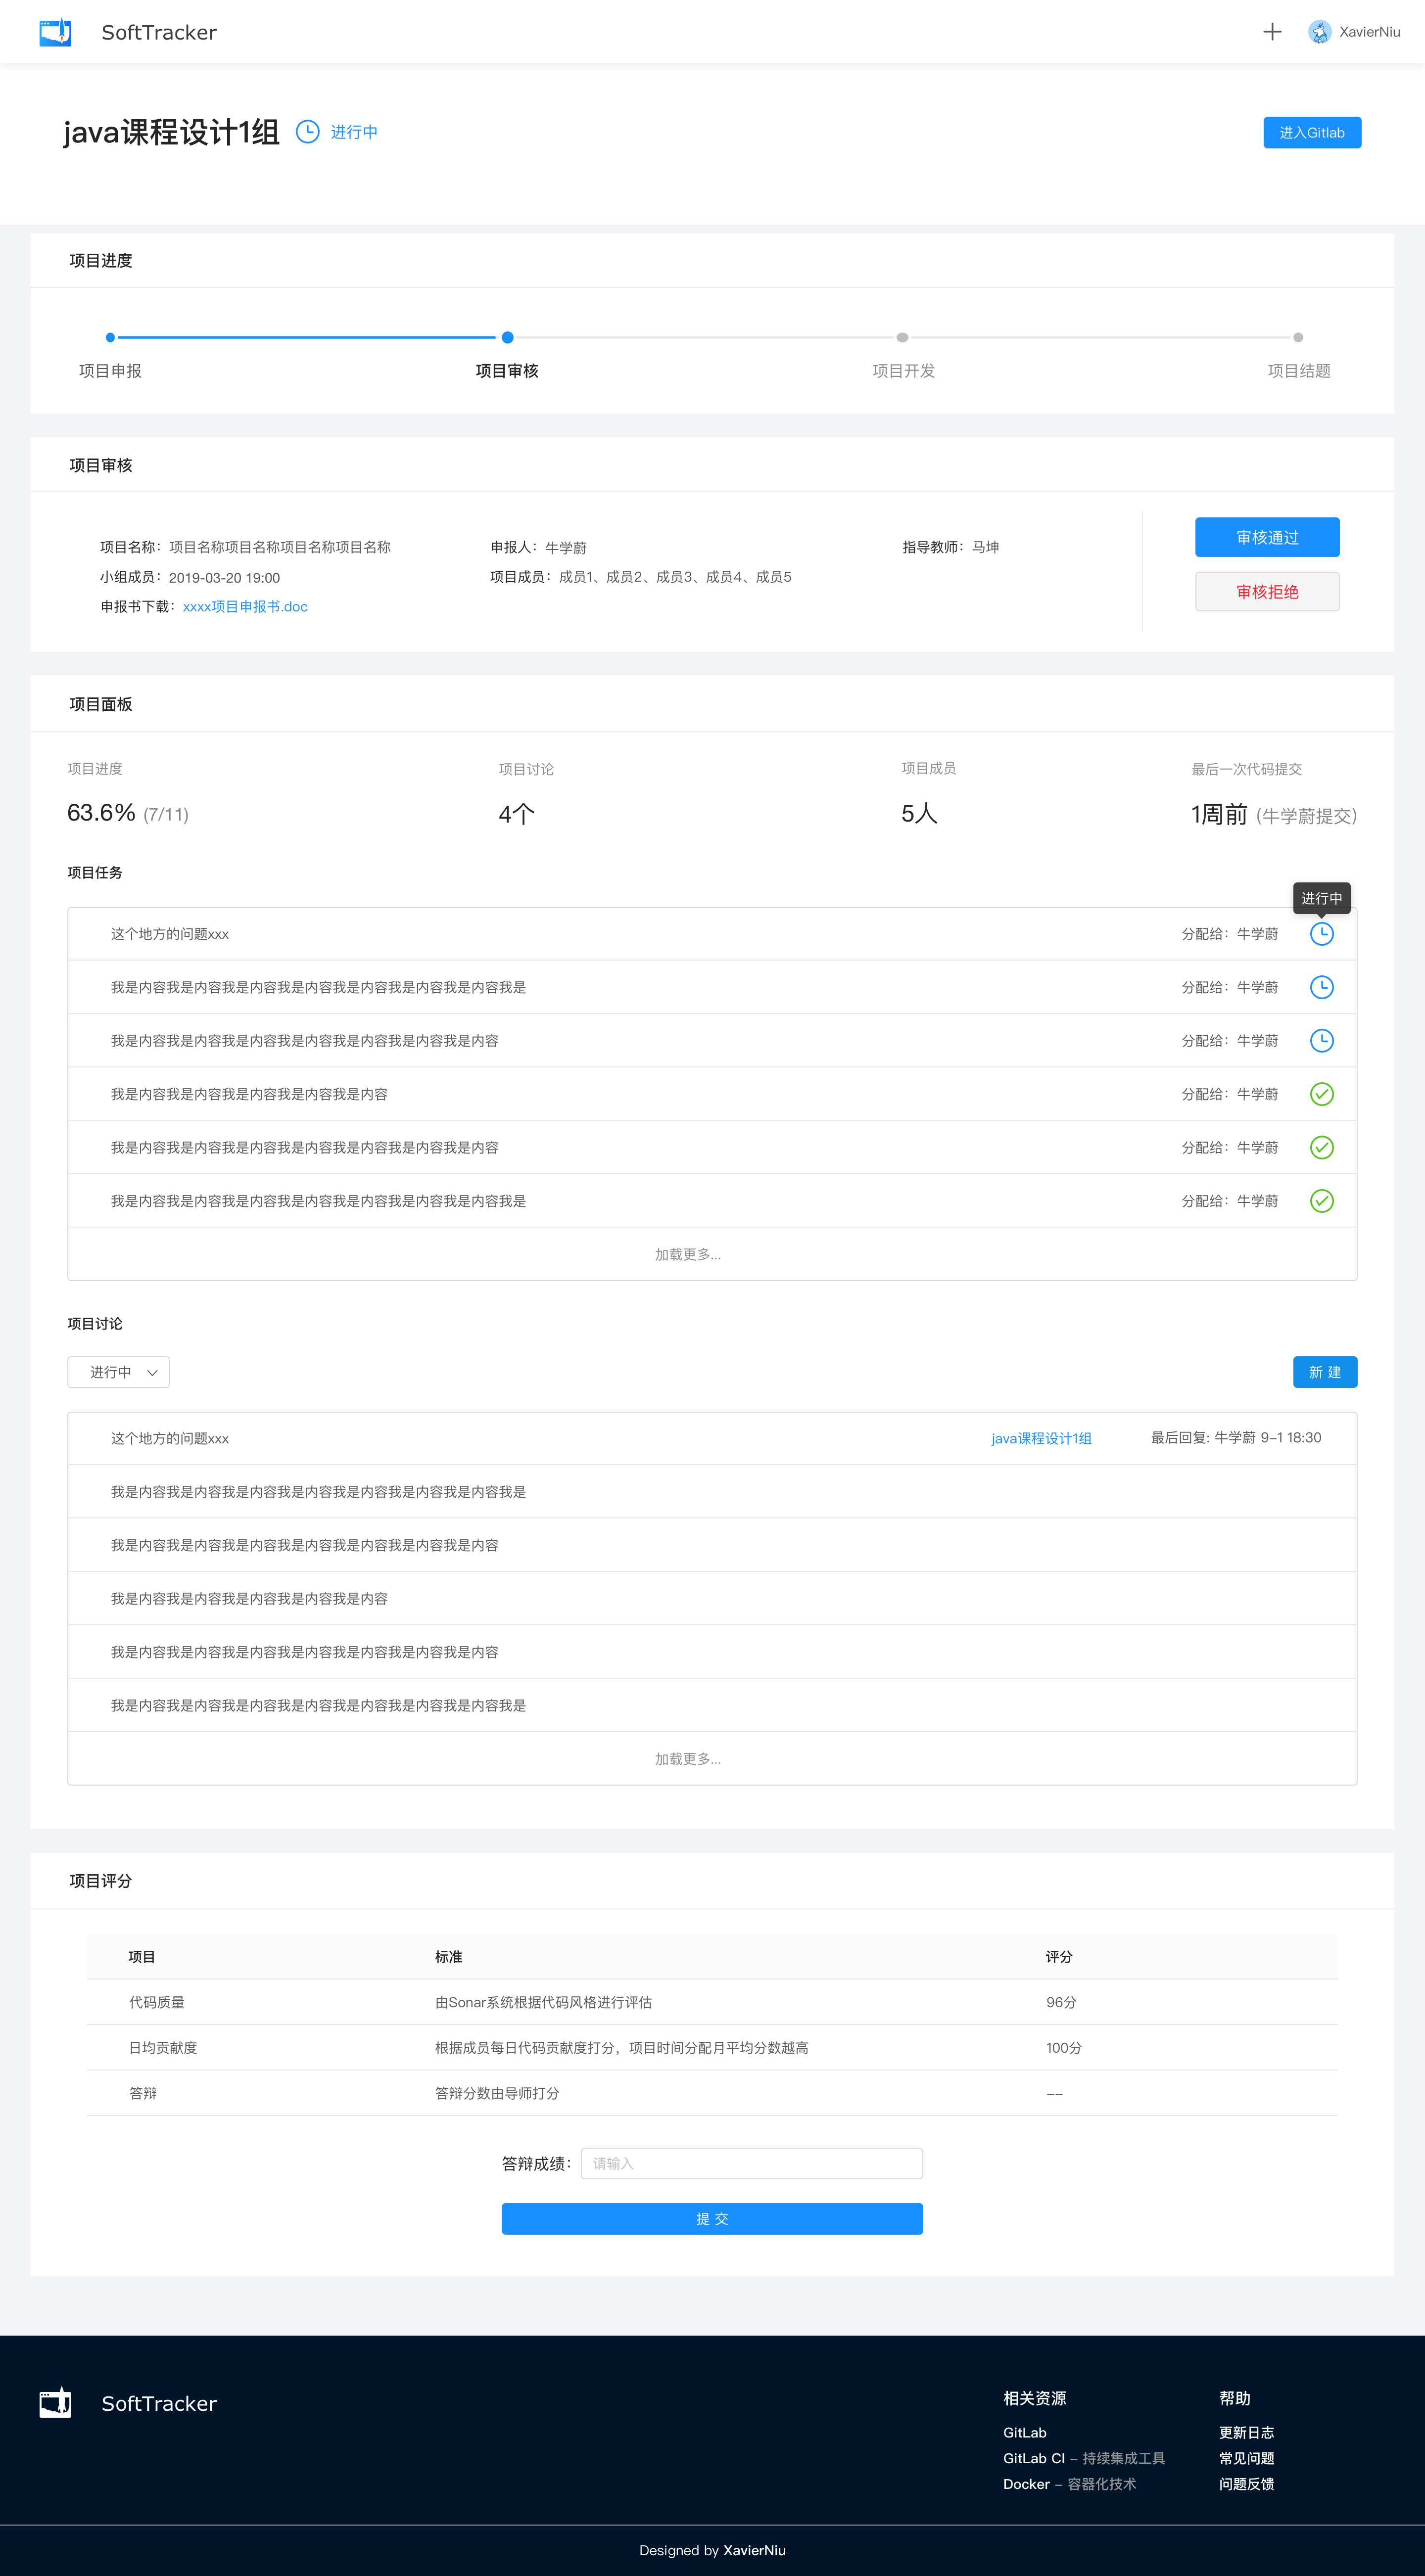 SoftTracker
XavierNiu
java课程设计1组 进行中
进入Gitlab
项目进度
项目申报 项目审核 项目开发 项目结题
项目审核
项目名称：项目名称项目名称项目名称项目名称 申报人：牛学蔚 指导教师：马坤
小组成员：2019-03-20 19:00 项目成员：成员1、成员2、成员3、成员4、成员5
申报书下载：xxxx项目申报书.doc
审核通过
审核拒绝
项目面板
项目进度 项目讨论 项目成员 最后一次代码提交
63.6% (7/11) 4个 5人 1周前 (牛学蔚提交)
项目任务
进行中
这个地方的问题xxx 分配给：牛学蔚
我是内容我是内容我是内容我是内容我是内容我是内容我是内容我是 分配给：牛学蔚
我是内容我是内容我是内容我是内容我是内容我是内容我是内容 分配给：牛学蔚
我是内容我是内容我是内容我是内容我是内容 分配给：牛学蔚
我是内容我是内容我是内容我是内容我是内容我是内容我是内容 分配给：牛学蔚
我是内容我是内容我是内容我是内容我是内容我是内容我是内容我是 分配给：牛学蔚
加载更多...
项目讨论
进行中 新 建
这个地方的问题xxx java课程设计1组 最后回复: 牛学蔚 9-1 18:30
我是内容我是内容我是内容我是内容我是内容我是内容我是内容我是
我是内容我是内容我是内容我是内容我是内容我是内容我是内容
我是内容我是内容我是内容我是内容我是内容
我是内容我是内容我是内容我是内容我是内容我是内容我是内容
我是内容我是内容我是内容我是内容我是内容我是内容我是内容我是
加载更多...
项目评分
项目 标准 评分
代码质量 由Sonar系统根据代码风格进行评估 96分
日均贡献度 根据成员每日代码贡献度打分，项目时间分配月平均分数越高 100分
答辩 答辩分数由导师打分 --
答辩成绩： 请输入
提 交
SoftTracker
相关资源
GitLab
GitLab CI - 持续集成工具
Docker - 容器化技术
帮助
更新日志
常见问题
问题反馈
Designed by XavierNiu